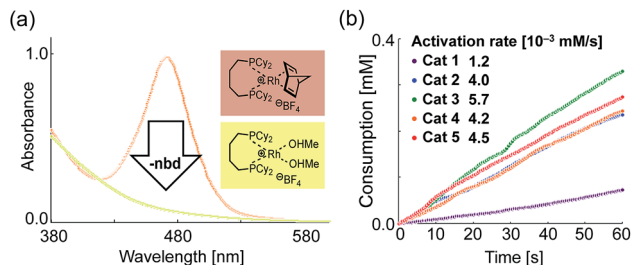 (a)
1.0
0.0
Absorbance
380
480
580
Wavelength [nm]
-nbd
PCy2
Rh
⊕
PCy2
⊖BF4
PCy2
OHMe
Rh
⊕
OHMe
PCy2
⊖BF4
(b)
0.4
0
Consumption [mM]
Activation rate [10⁻³ mM/s]
Cat 1 1.2
Cat 2 4.0
Cat 3 5.7
Cat 4 4.2
Cat 5 4.5
0 10 20 30 40 50 60
Time [s]